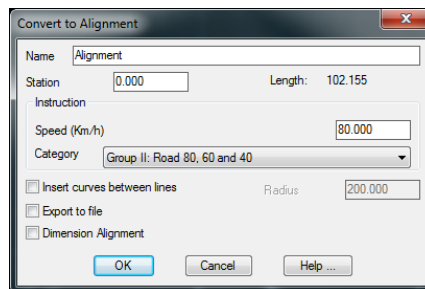 Convert to Alignment
Name Alignment
Station 0.000 Length: 102.155
Instruction
Speed (Km/h) 80.000
Category Group II: Road 80, 60 and 40
Insert curves between lines Radius 200.000
Export to file
Dimension Alignment
OK Cancel Help ...